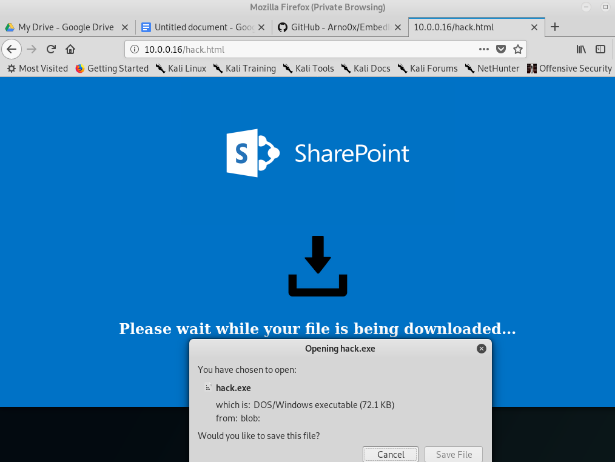 Mozilla Firefox (Private Browsing)
My Drive - Google Drive
Untitled document - Goog
GitHub - Arno0x/Embed
10.0.0.16/hack.html
10.0.0.16/hack.html
Most Visited Getting Started Kali Linux Kali Training Kali Tools Kali Docs Kali Forums NetHunter Offensive Security
S SharePoint
Please wait while your file is being downloaded...
Opening hack.exe
You have chosen to open:
hack.exe
which is: DOS/Windows executable (72.1 KB)
from: blob:
Would you like to save this file?
Cancel Save File